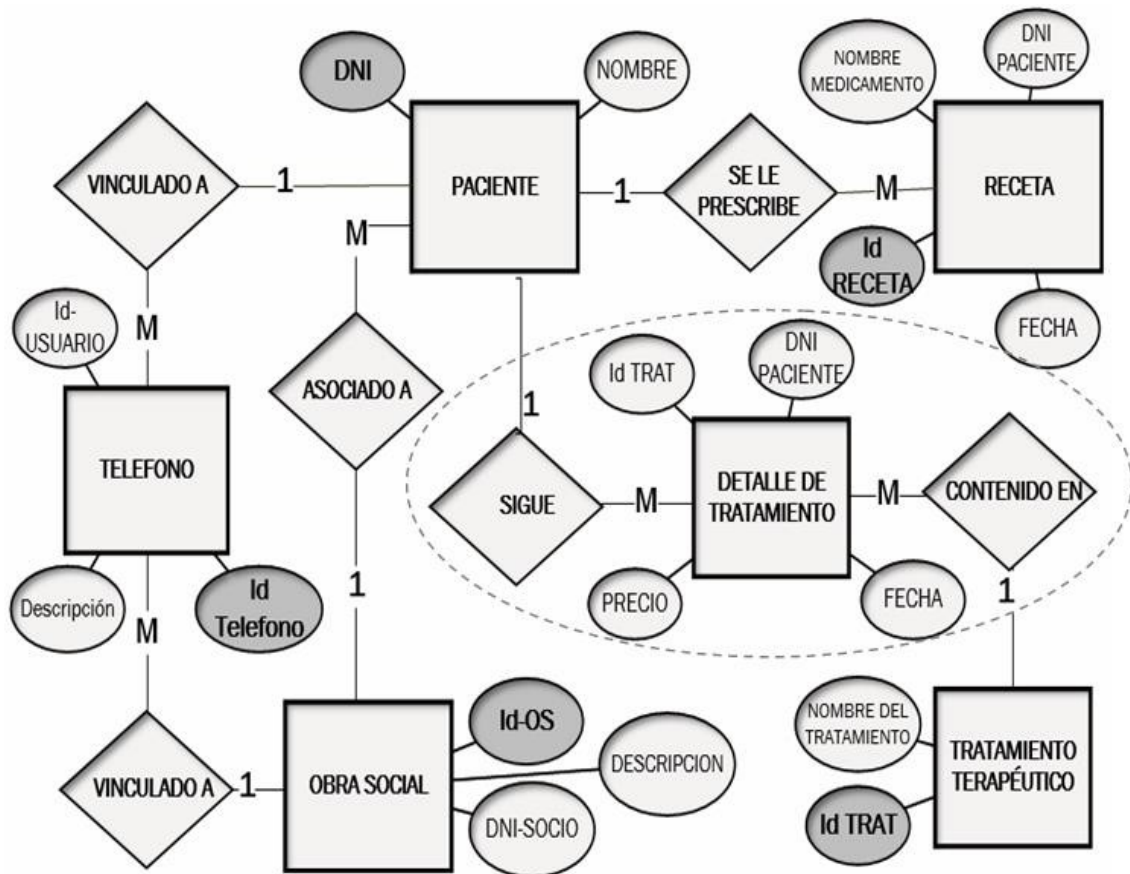 DNI
NOMBRE
NOMBRE
MEDICAMENTO
DNI
PACIENTE
VINCULADO A
1
PACIENTE
1
SE LE
PRESCRIBE
M
RECETA
M
Id
RECETA
FECHA
M
Id-
USUARIO
ASOCIADO A
1
Id TRAT
DNI
PACIENTE
TELEFONO
SIGUE
M
DETALLE DE
TRATAMIENTO
M
CONTENIDO EN
Descripción
Id
Telefono
1
PRECIO
FECHA
1
M
Id-OS
DESCRIPCION
NOMBRE DEL
TRATAMIENTO
VINCULADO A
1
OBRA SOCIAL
DNI-SOCIO
TRATAMIENTO
TERAPÉUTICO
Id TRAT